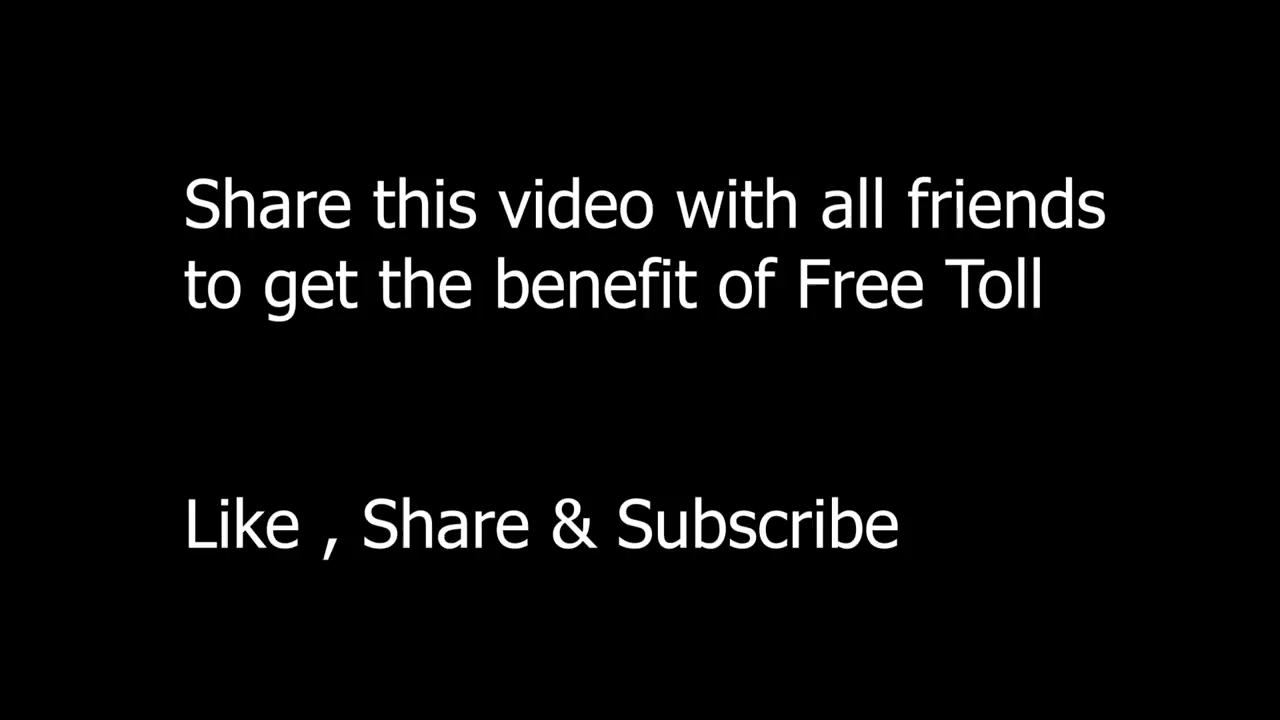 Share this video with all friends
to get the benefit of Free Toll
Like , Share & Subscribe